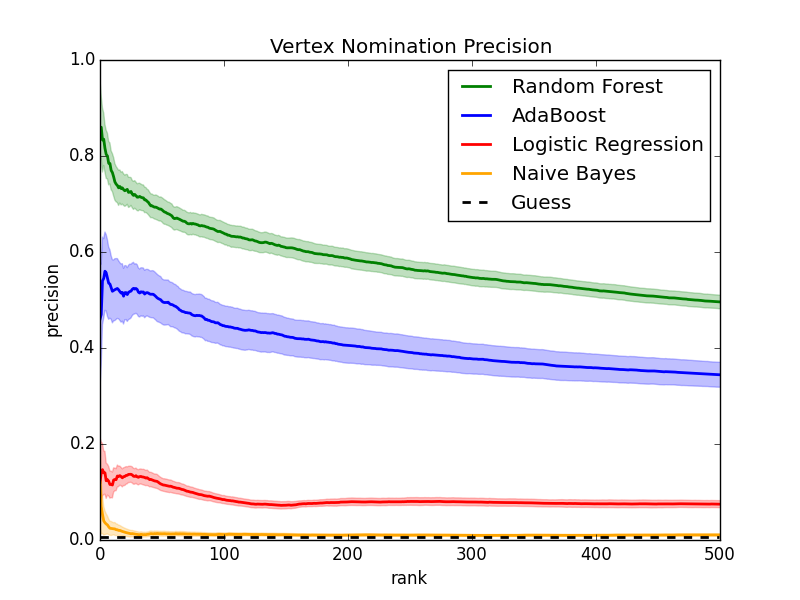 Vertex Nomination Precision
1.0
0.8
0.6
0.4
0.2
0.0
precision
Random Forest
AdaBoost
Logistic Regression
Naive Bayes
Guess
0 100 200 300 400 500
rank